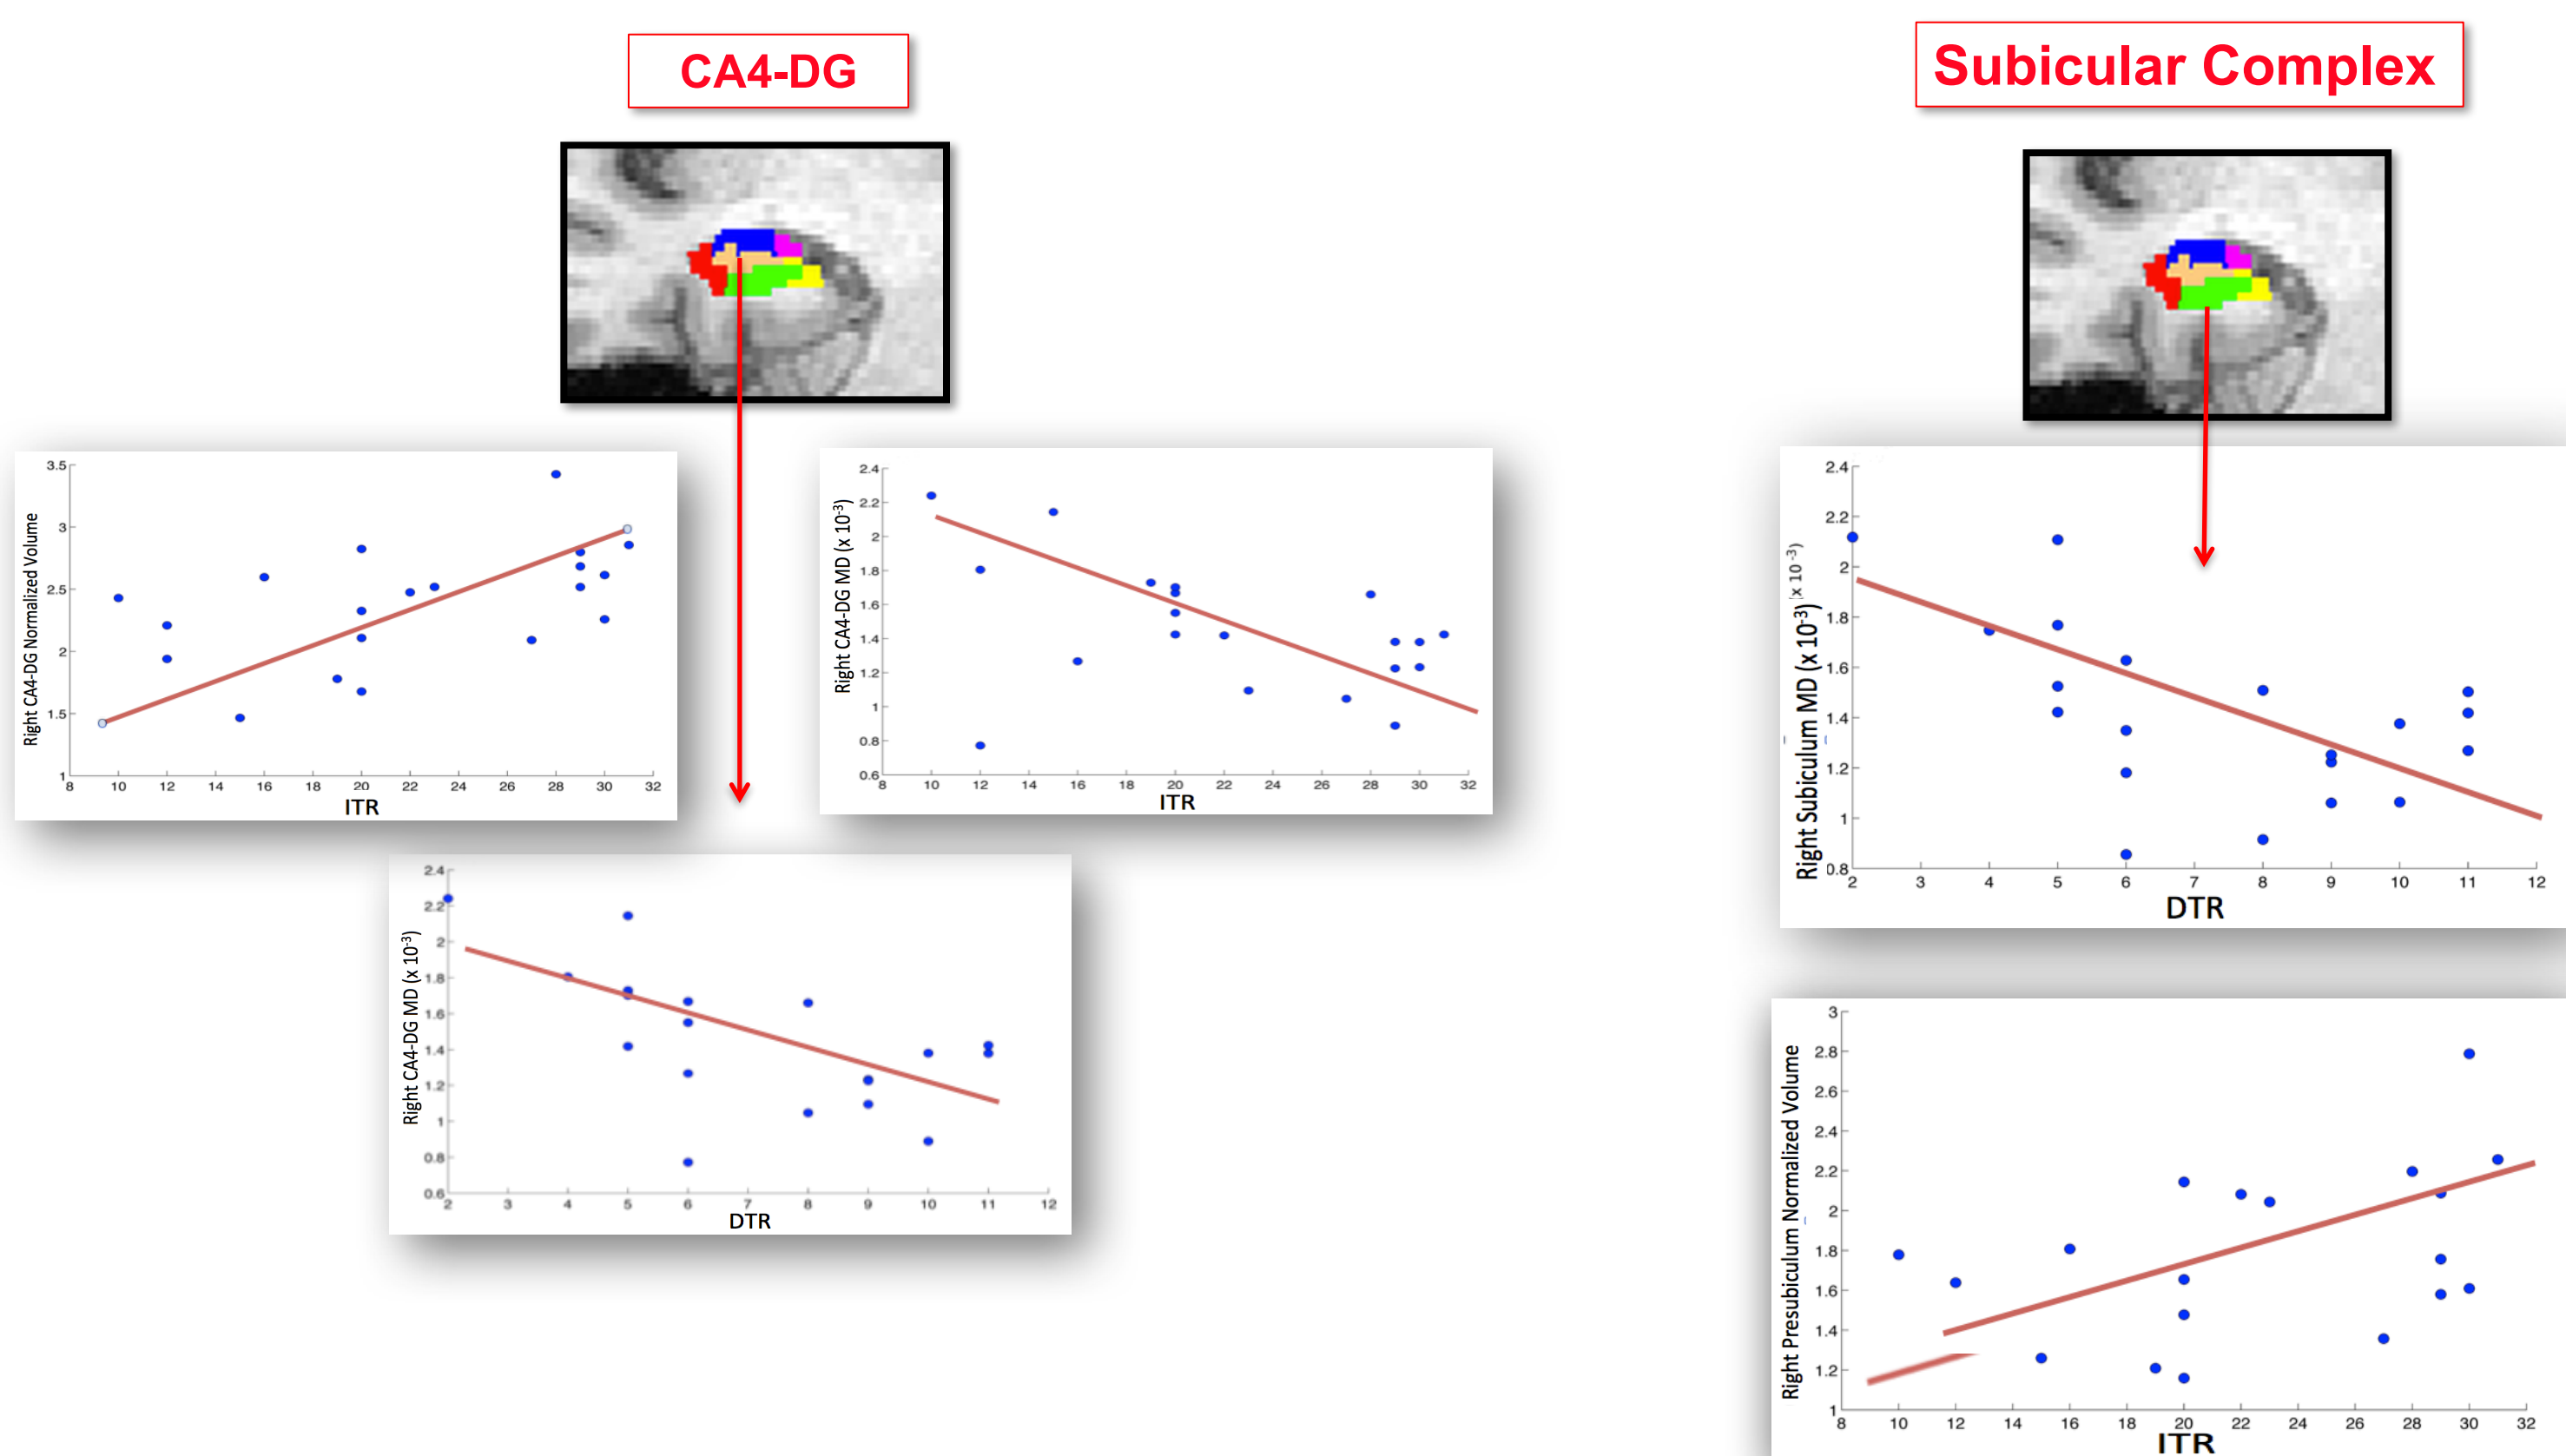 CA4-DG
Subicular Complex
Right CA4-DG Normalized Volume
3.5
3
2.5
2
1.5
1
8 10 12 14 16 18 20 22 24 26 28 30 32
ITR
Right CA4-DG MD (x 10-3)
2.4
2.2
2
1.8
1.6
1.4
1.2
1
0.8
0.6
8 10 12 14 16 18 20 22 24 26 28 30 32
ITR
Right CA4-DG MD (x 10-3)
2.4
2.2
2
1.8
1.6
1.4
1.2
1
0.8
0.6
2 3 4 5 6 7 8 9 10 11 12
DTR
Right Subiculum MD (x 10-3)
(x 10-3)
2.4
2.2
2
1.8
1.6
1.4
1.2
1
0.8
2 3 4 5 6 7 8 9 10 11 12
DTR
Right Presubiculum Normalized Volume
3
2.8
2.6
2.4
2.2
2
1.8
1.6
1.4
1.2
1
8 10 12 14 16 18 20 22 24 26 28 30 32
ITR